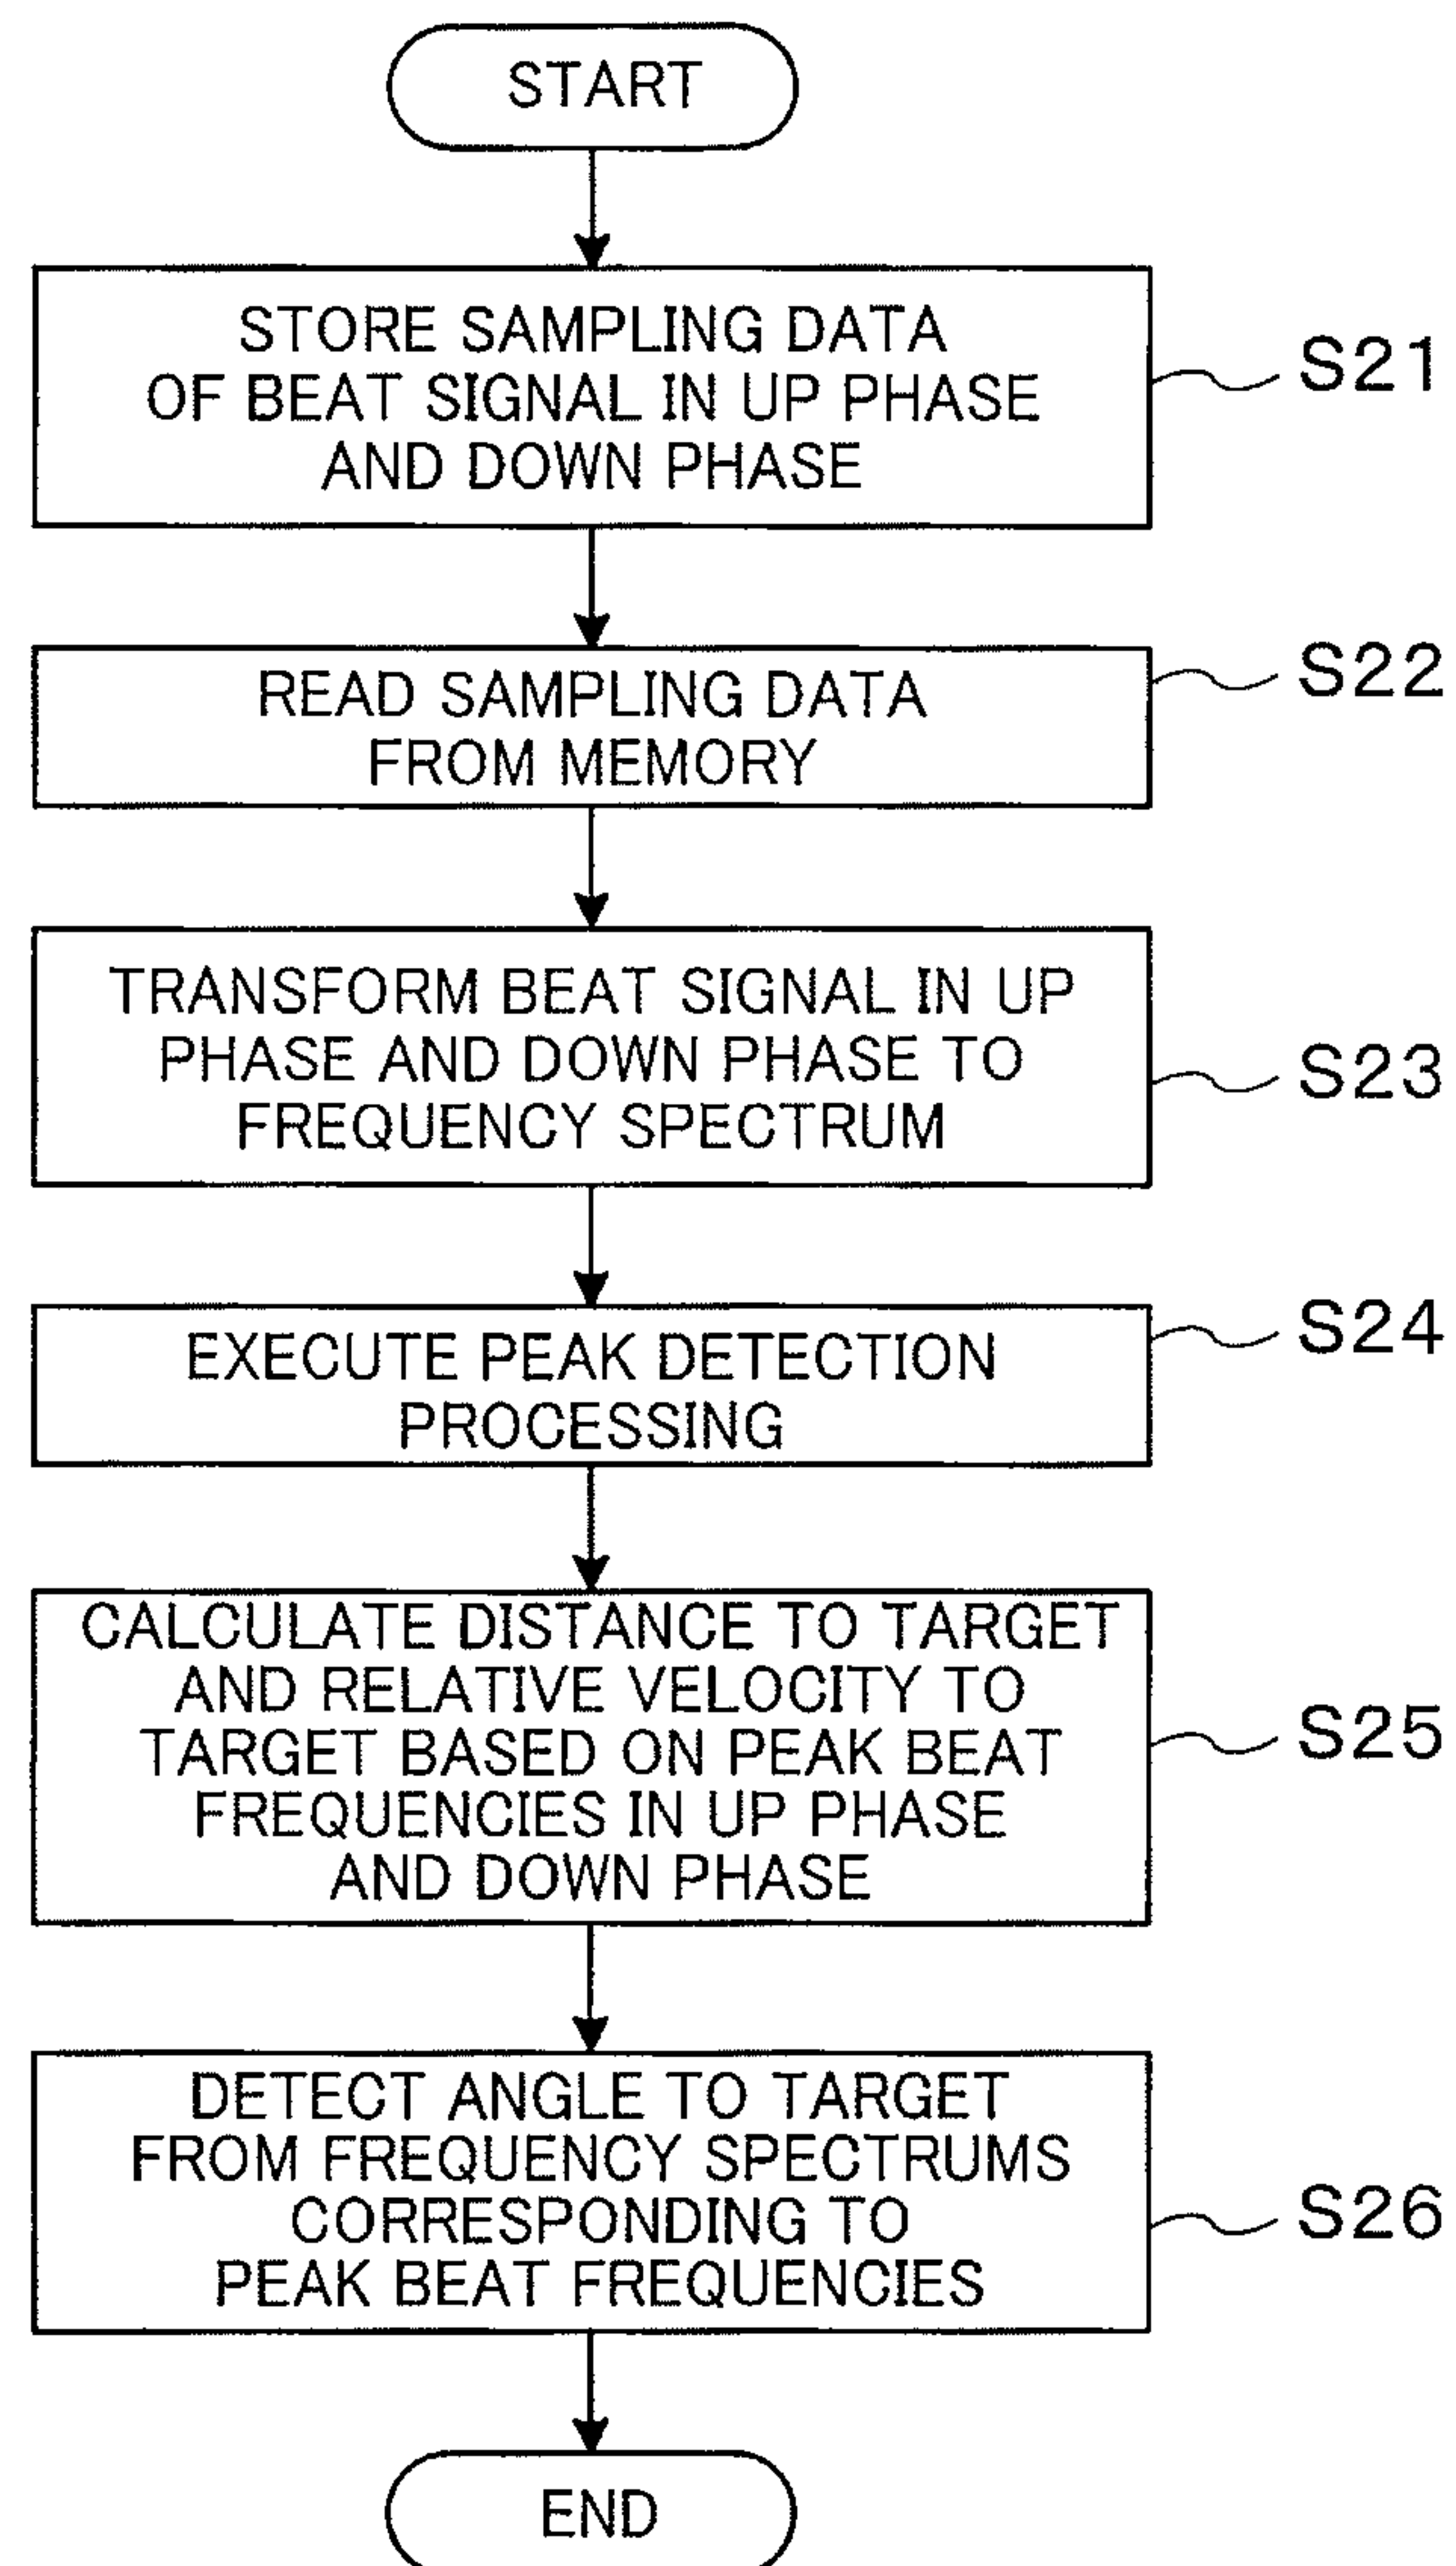 START
STORE SAMPLING DATA
OF BEAT SIGNAL IN UP PHASE
AND DOWN PHASE
S21
READ SAMPLING DATA
FROM MEMORY
S22
TRANSFORM BEAT SIGNAL IN UP
PHASE AND DOWN PHASE TO
FREQUENCY SPECTRUM
S23
EXECUTE PEAK DETECTION
PROCESSING
S24
CALCULATE DISTANCE TO TARGET
AND RELATIVE VELOCITY TO
TARGET BASED ON PEAK BEAT
FREQUENCIES IN UP PHASE
AND DOWN PHASE
S25
DETECT ANGLE TO TARGET
FROM FREQUENCY SPECTRUMS
CORRESPONDING TO
PEAK BEAT FREQUENCIES
S26
END